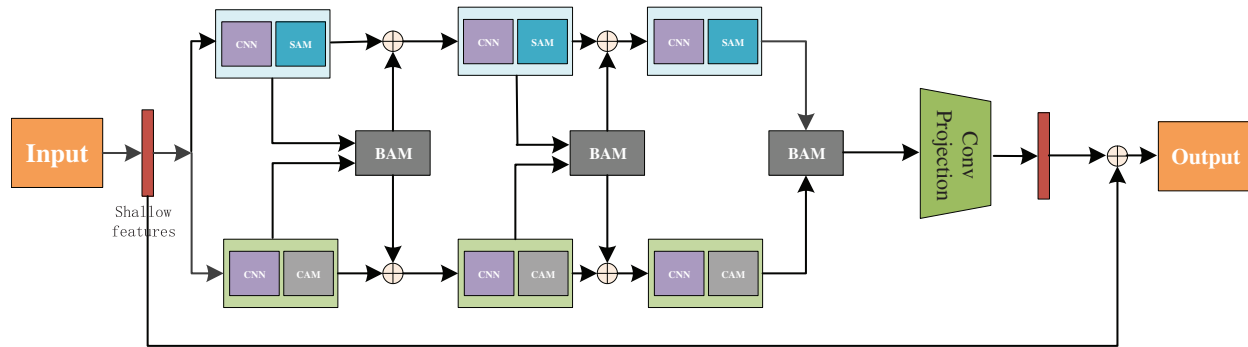 CNN SAM
CNN SAM
CNN SAM
Input
Shallow
features
BAM
BAM
BAM
Conv
Projection
Output
CNN CAM
CNN CAM
CNN CAM